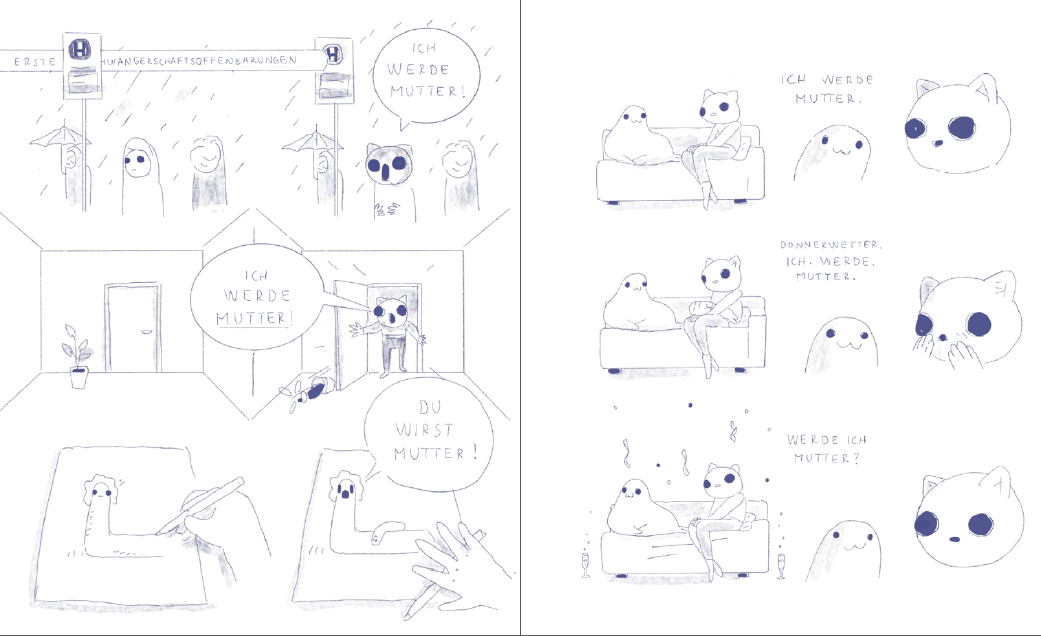 ERSTE
HWANGERSCHAFTSOFFENBARUNGEN
H
H
ICH
WERDE
MUTTER!
ICH
WERDE
MUTTER!
DU
WIRST
MUTTER!
ICH WERDE
MUTTER.
DONNERWETTER.
ICH. WERDE.
MUTTER.
WERDE ICH
MUTTER?